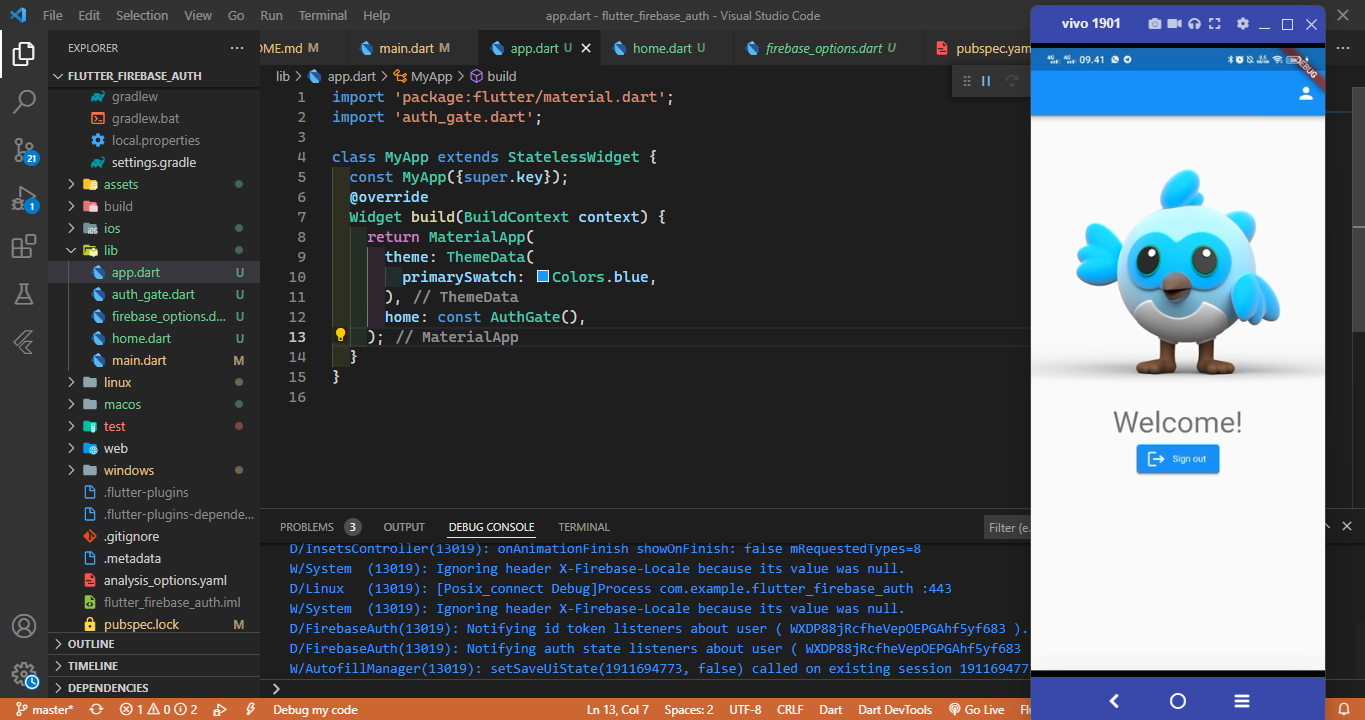 File Edit Selection View Go Run Terminal Help
app.dart - flutter_firebase_auth - Visual Studio Code
EXPLORER
FLUTTER_FIREBASE_AUTH
gradlew
gradlew.bat
local.properties
settings.gradle
assets
build
ios
lib
app.dart U
auth_gate.dart U
firebase_options.d... U
home.dart U
main.dart M
linux
macos
test
web
windows
.flutter-plugins
.flutter-plugins-depende...
.gitignore
.metadata
analysis_options.yaml
flutter_firebase_auth.iml
pubspec.lock M
OUTLINE
TIMELINE
DEPENDENCIES
21
1
OME.md M
main.dart M
app.dart U
home.dart U
firebase_options.dart U
pubspec.yam
lib > app.dart > MyApp > build
1 import 'package:flutter/material.dart';
2 import 'auth_gate.dart';
3
4 class MyApp extends StatelessWidget {
5 const MyApp({super.key});
6 @override
7 Widget build(BuildContext context) {
8 return MaterialApp(
9 theme: ThemeData(
10 primarySwatch: Colors.blue,
11 ), // ThemeData
12 home: const AuthGate(),
13 ); // MaterialApp
14 }
15 }
16
PROBLEMS 3 OUTPUT DEBUG CONSOLE TERMINAL
Filter (e.
D/InsetsController(13019): onAnimationFinish showOnFinish: false mRequestedTypes=8
W/System (13019): Ignoring header X-Firebase-Locale because its value was null.
D/Linux (13019): [Posix_connect Debug]Process com.example.flutter_firebase_auth :443
W/System (13019): Ignoring header X-Firebase-Locale because its value was null.
D/FirebaseAuth(13019): Notifying id token listeners about user ( WXDP88jRcfheVepOEPGAhf5yf683 ).
D/FirebaseAuth(13019): Notifying auth state listeners about user ( WXDP88jRcfheVepOEPGAhf5yf683
W/AutofillManager(13019): setSaveUiState(1911694773, false) called on existing session 191169477
master* 1 0 2 Debug my code Ln 13, Col 7 Spaces: 2 UTF-8 CRLF Dart Dart DevTools Go Live Flu
vivo 1901
09.41
DEBUG
Welcome!
Sign out